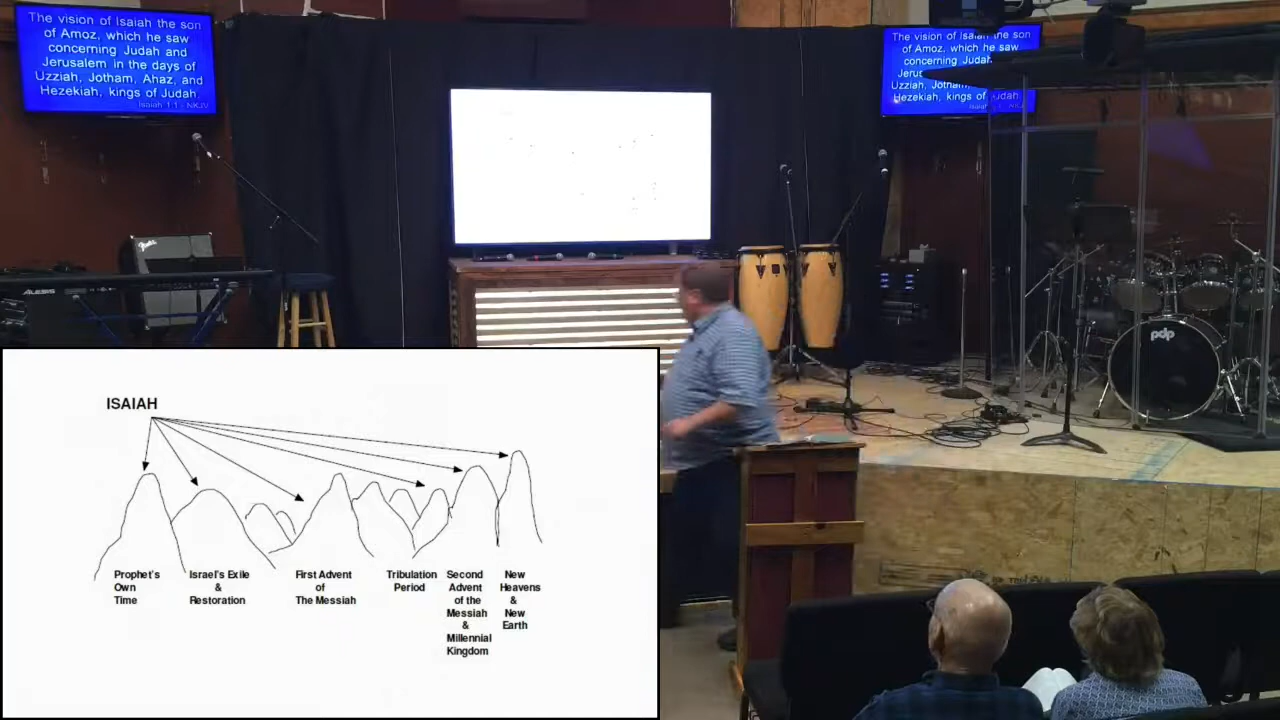 The vision of Isaiah the son
of Amoz, which he saw
concerning Judah and
Jerusalem in the days of
Uzziah, Jotham, Ahaz, and
Hezekiah, kings of Judah
Isaiah 1:1 - NKJV
The vision of Isaiah the son
of Amoz, which he saw
concerning Judah
Jerus
Uzziah, Jotham,
Hezekiah, kings of Judah
ALESIS
Fender
pdp
ISAIAH
Prophet's
Own
Time
Israel's Exile
&
Restoration
First Advent
of
The Messiah
Tribulation
Period
Second
Advent
of the
Messiah
&
Millennial
Kingdom
New
Heavens
&
New
Earth